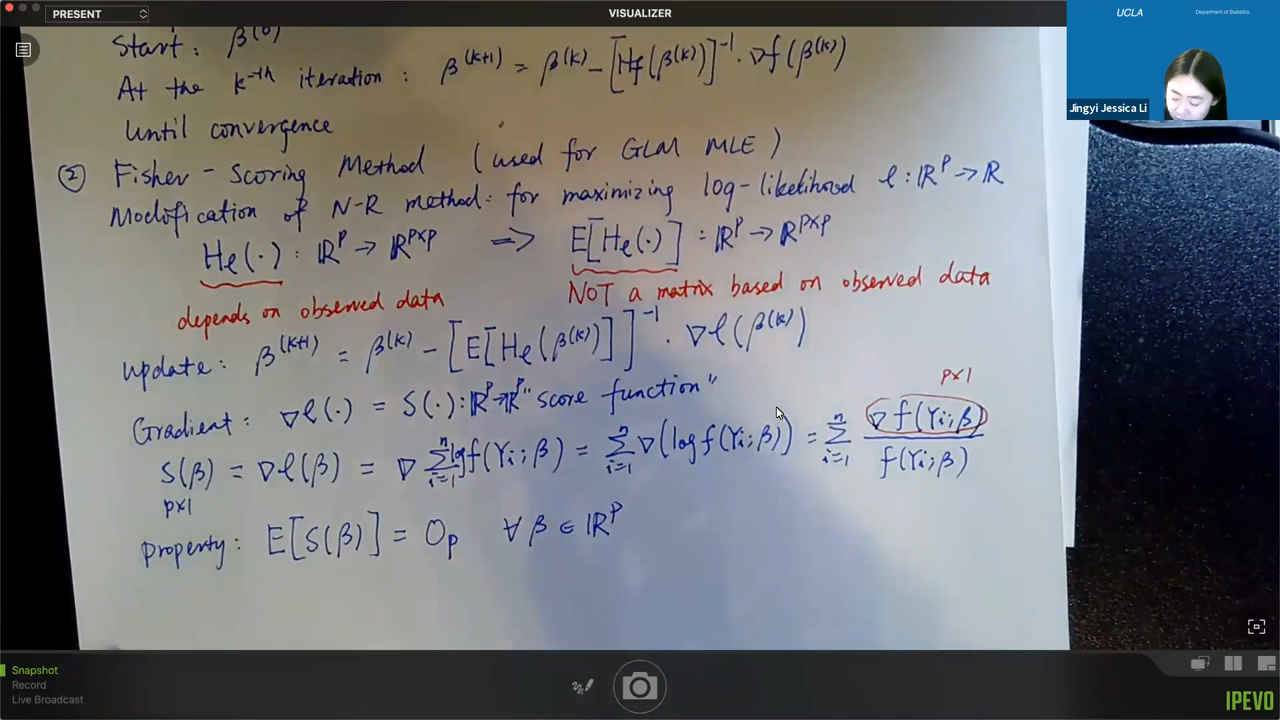 PRESENT
VISUALIZER
UCLA
Department of Statistics
Jingyi Jessica Li
Start: β^(0)
At the k-th iteration: β^(k+1) = β^(k) - [Hf(β^(k))]^-1 · ∇f(β^(k))
Until convergence
② Fisher-Scoring Method (used for GLM MLE)
Modofification of N-R method: for maximizing log-likelihood ℓ: ℝ^p → ℝ
Hℓ(·): ℝ^p → ℝ^p×p => E[Hℓ(·)]: ℝ^p → ℝ^p×p
depends on observed data NOT a matrix based on observed data
update: β^(k+1) = β^(k) - [E[Hℓ(β^(k))]]^-1 · ∇ℓ(β^(k))
p×1
Gradient: ∇ℓ(·) = S(·): ℝ^p→ℝ^p "score function"
S(β) = ∇ℓ(β) = ∇ Σ_{i=1}^n log f(Yi;β) = Σ_{i=1}^n ∇(log f(Yi;β)) = Σ_{i=1}^n ∇f(Yi;β) / f(Yi;β)
p×1
property: E[S(β)] = 0p ∀ β ∈ ℝ^p
Snapshot
Record
Live Broadcast
IPEVO